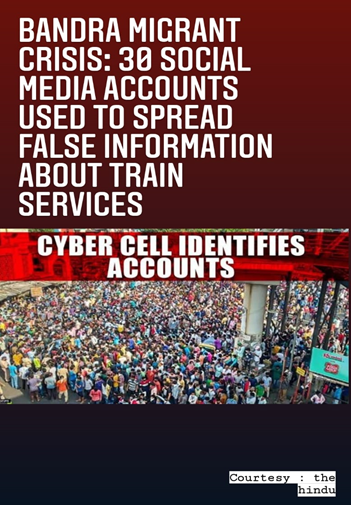 BANDRA MIGRANT
CRISIS: 30 SOCIAL
MEDIA ACCOUNTS
USED TO SPREAD
FALSE INFORMATION
ABOUT TRAIN
SERVICES
CYBER CELL IDENTIFIES
ACCOUNTS
Courtesy : the
hindu